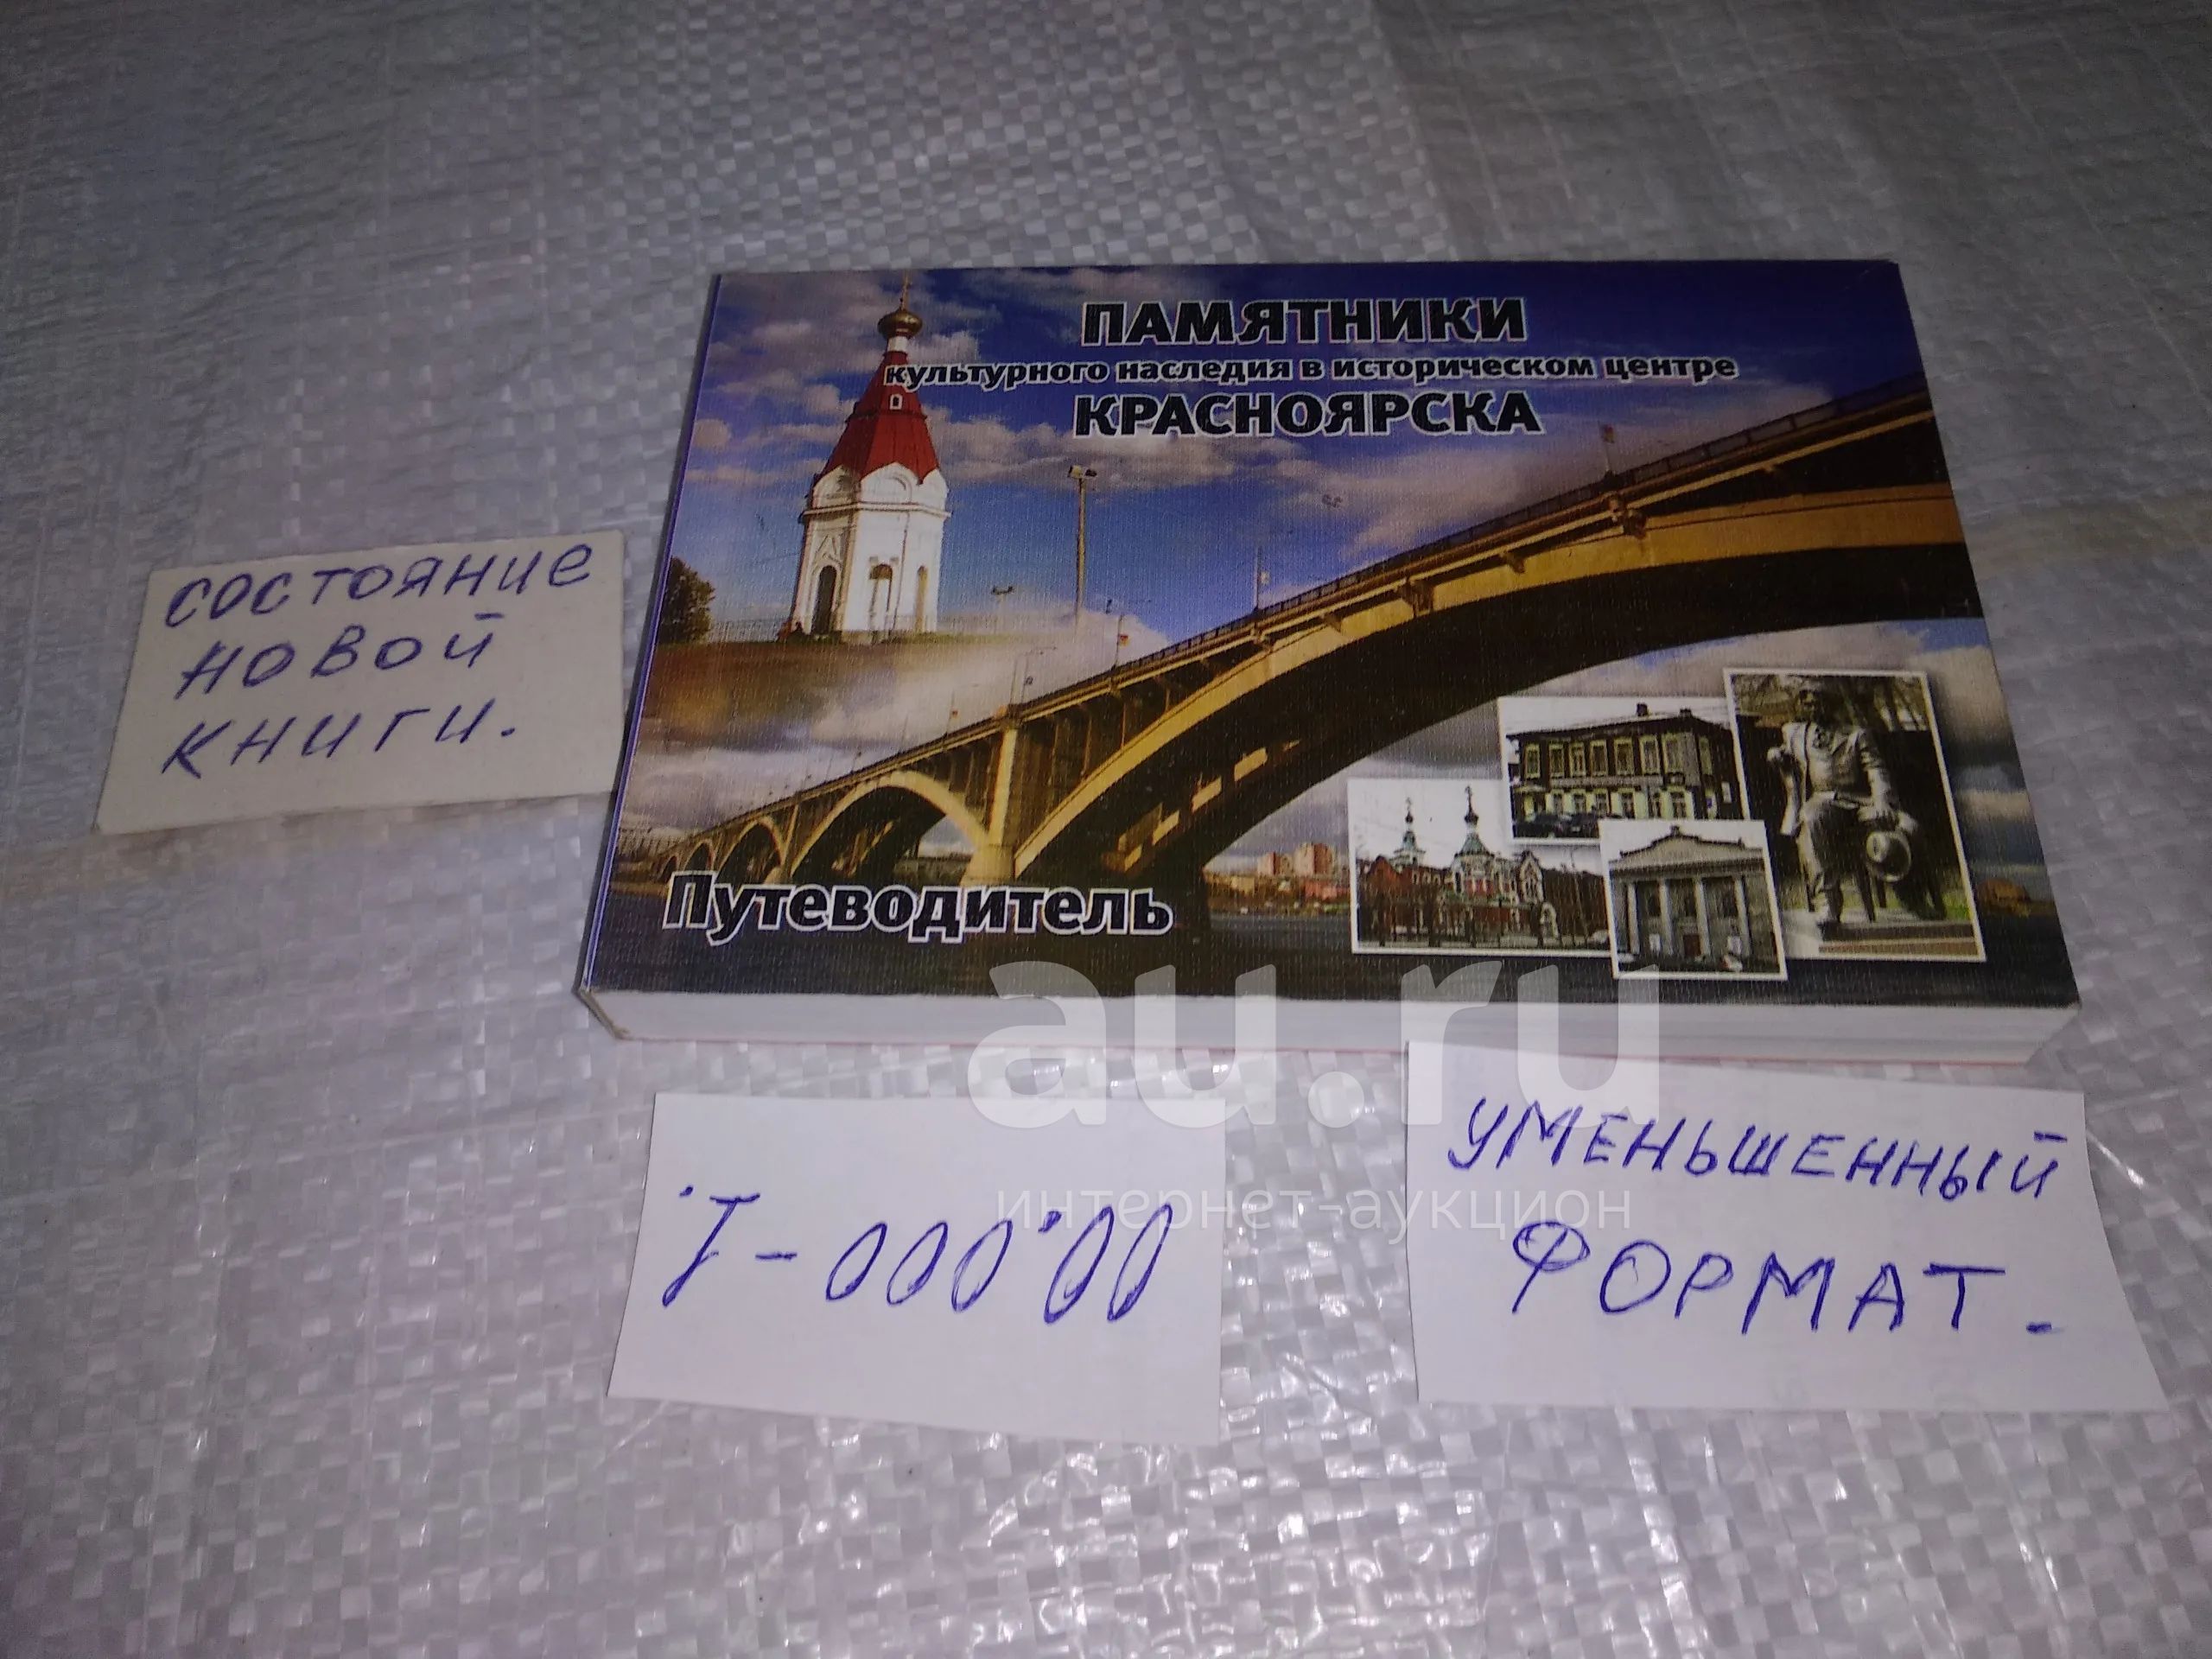 ПАМЯТНИКИ
культурного наследия в историческом центре
КРАСНОЯРСКА
Путеводитель
СОСТОЯНИЕ
НОВОЙ
КНИГИ.
au.ru
интернет-аукцион
УМЕНЬШЕННЫЙ
ФОРМАТ.